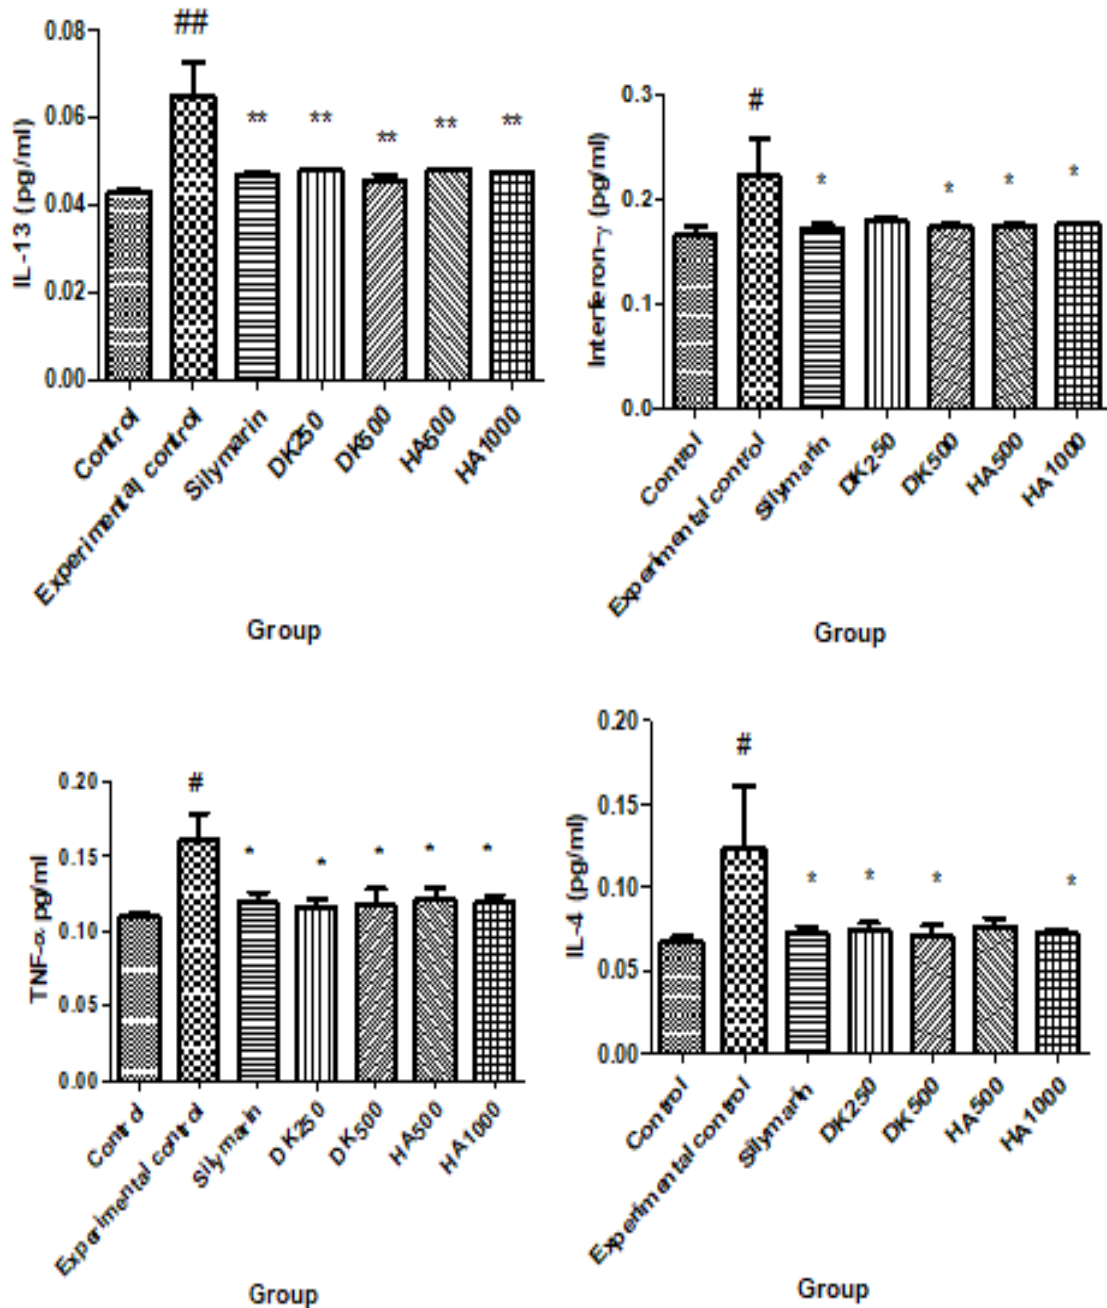 0.08
0.06
0.04
0.02
0.00
IL-13 (pg/ml)
##
**
**
**
**
**
Control
Experimental control
Silymarin
DK250
DK500
HA500
HA1000
Group
0.3
0.2
0.1
0.0
Interferon-γ (pg/ml)
#
*
*
*
*
Control
Experimental control
Silymarin
DK250
DK500
HA500
HA1000
Group
0.20
0.15
0.10
0.05
0.00
TNF-α pg/ml
#
*
*
*
*
*
Control
Experimental control
Silymarin
DK250
DK500
HA500
HA1000
Group
0.20
0.15
0.10
0.05
0.00
IL-4 (pg/ml)
#
*
*
*
*
Control
Experimental control
Silymarin
DK250
DK500
HA500
HA1000
Group